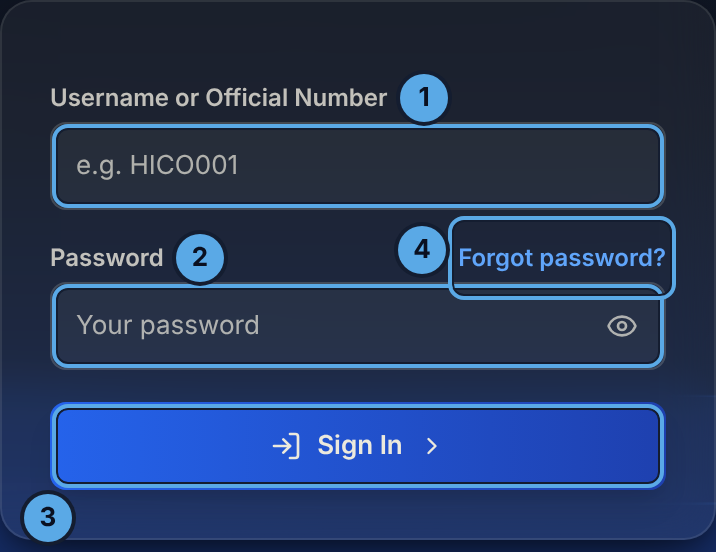 Username or Official Number 1
e.g. HICO001
Password 2 4 Forgot password?
Your password
Sign In
3